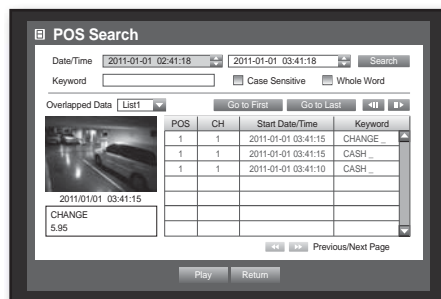 POS Search
Date/Time 2011-01-01 02:41:18 2011-01-01 03:41:18 Search
Keyword Case Sensitive Whole Word
Overlapped Data List1 Go to First Go to Last
POS CH Start Date/Time Keyword
1 1 2011-01-01 03:41:15 CHANGE _
1 1 2011-01-01 03:41:15 CASH _
1 1 2011-01-01 03:41:10 CASH _
2011/01/01 03:41:15
CHANGE
5.95
Previous/Next Page
Play Return